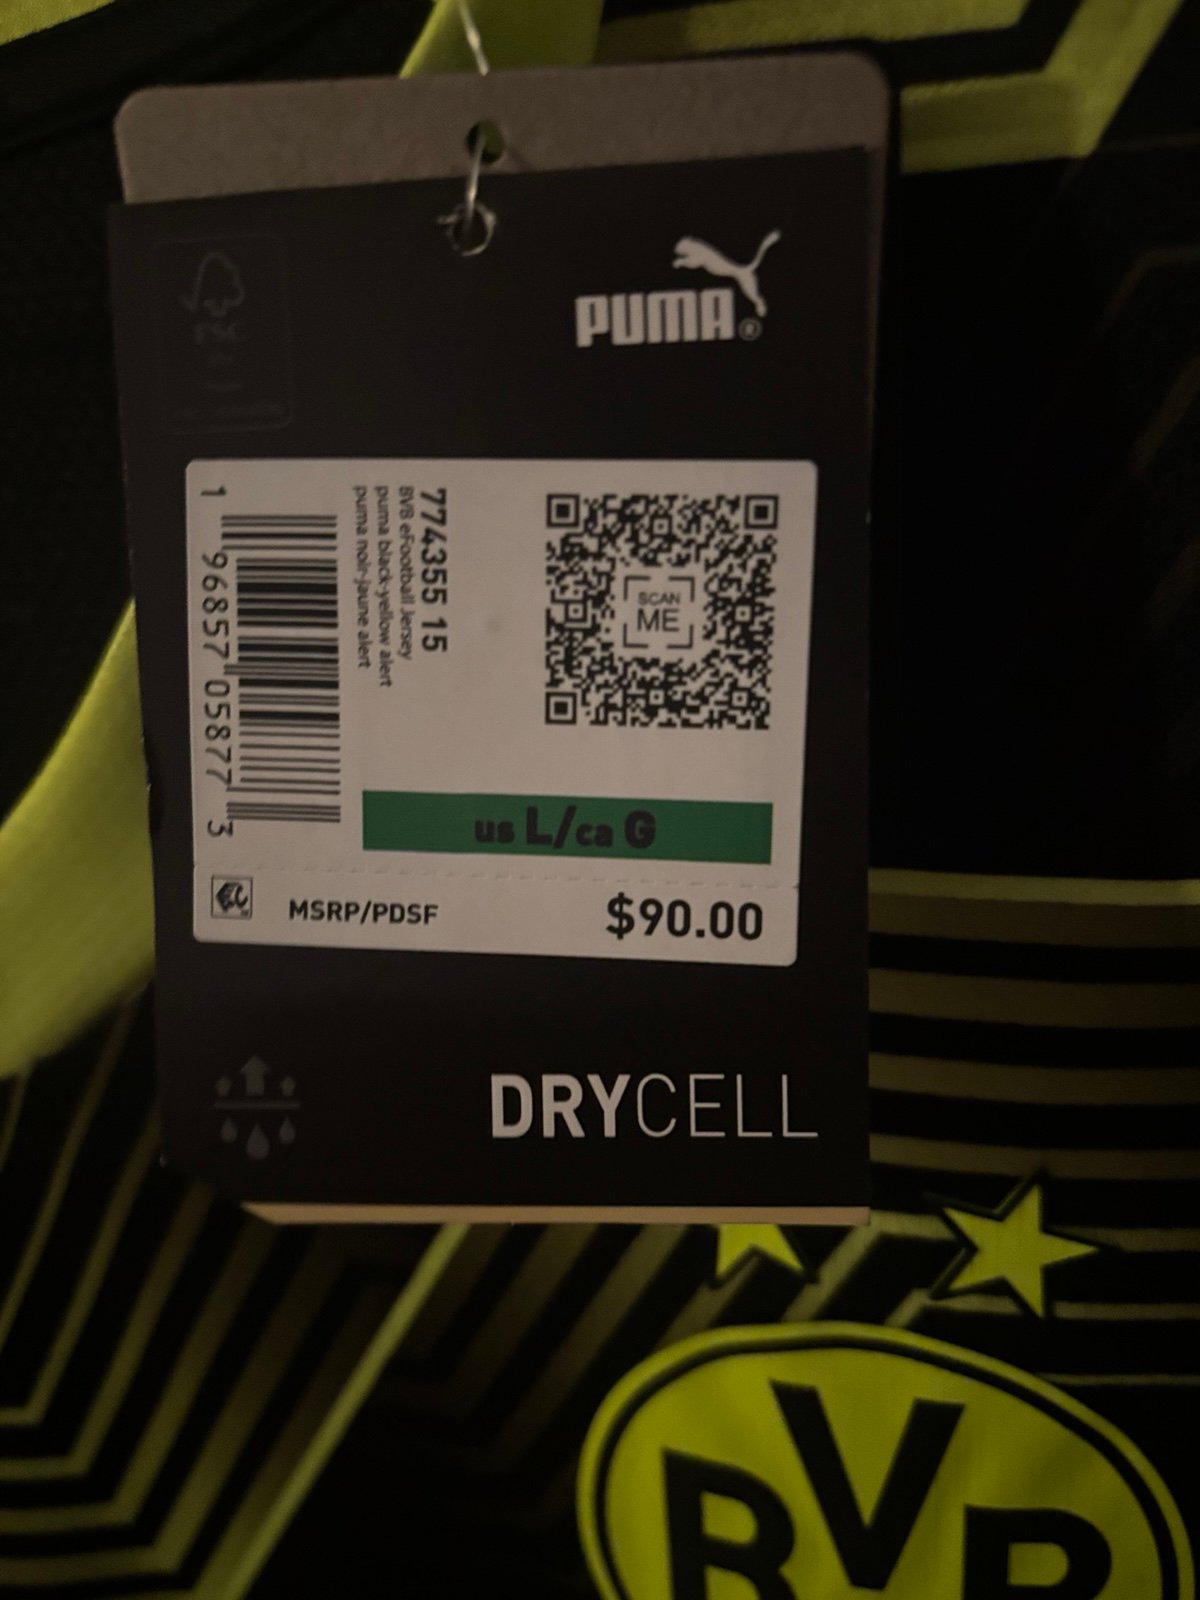 PUMA®
FSC
774355 15
BVB eFootball Jersey
puma black-yellow alert
puma noir-jaune alert
1 96857 05877 3
SCAN
ME
us L/ca G
MSRP/PDSF $90.00
DRYCELL
BVB